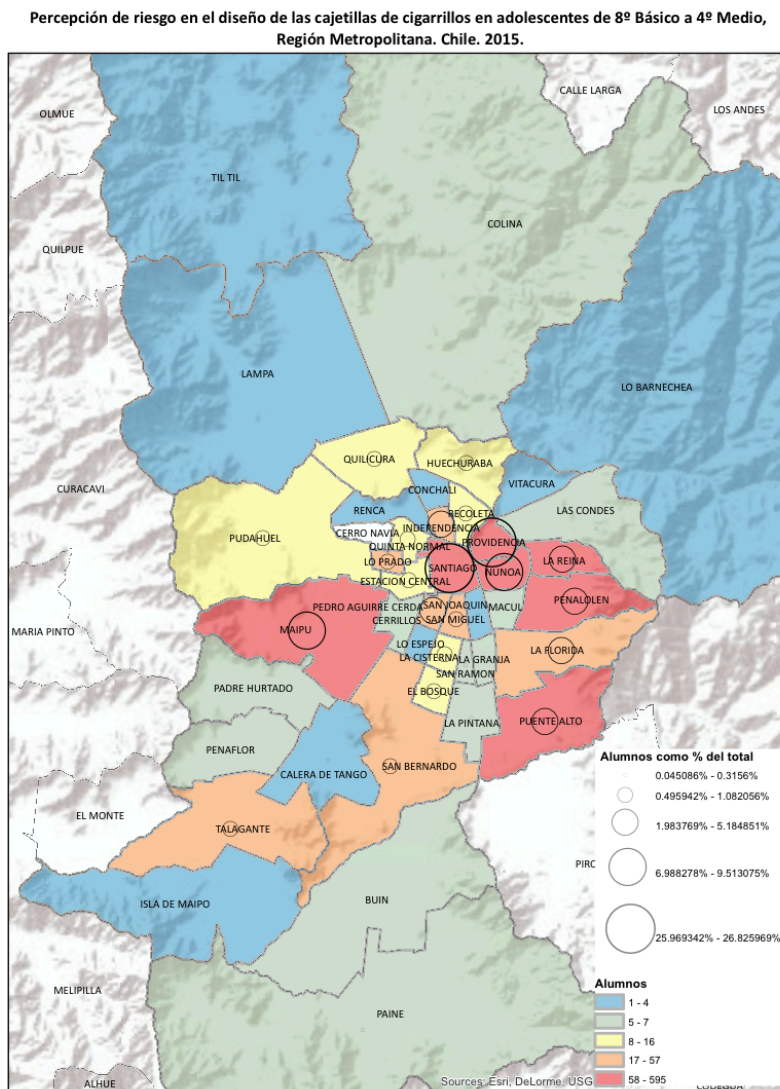 Percepción de riesgo en el diseño de las cajetillas de cigarrillos en adolescentes de 8º Básico a 4º Medio,
Región Metropolitana. Chile. 2015.
CALLE LARGA
OLMUE
LOS ANDES
TIL TIL
COLINA
QUILPUE
LAMPA
LO BARNECHEA
QUILICURA
HUECHURABA
CURACAVI
CONCHALI
VITACURA
RENCA
LAS CONDES
RECOLETA
INDEPENDENCIA
CERRO NAVIA
PUDAHUEL
PROVIDENCIA
QUINTA NORMAL
LO PRADO
LA REINA
SANTIAGO
ÑUÑOA
ESTACION CENTRAL
PEÑALOLEN
PEDRO AGUIRRE CERDA
SAN JOAQUIN
MACUL
CERRILLOS
SAN MIGUEL
MAIPU
MARIA PINTO
LO ESPEJO
LA FLORIDA
LA CISTERNA
LA GRANJA
SAN RAMON
PADRE HURTADO
EL BOSQUE
LA PINTANA
PUENTE ALTO
PEÑAFLOR
SAN BERNARDO
CALERA DE TANGO
Alumnos como % del total
0.045086% - 0.3156%
0.495942% - 1.082056%
EL MONTE
TALAGANTE
1.983769% - 5.184851%
PIRC
6.988278% - 9.513075%
BUIN
ISLA DE MAIPO
25.969342% - 26.825969%
MELIPILLA
Alumnos
1 - 4
PAINE
5 - 7
8 - 16
17 - 57
58 - 595
Sources: Esri, DeLorme, USG
ALHUE
CODEGUA